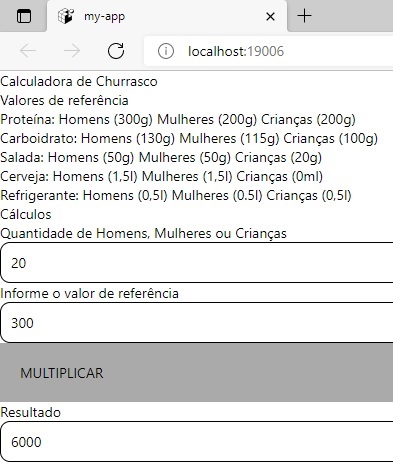 my-app
localhost:19006
Calculadora de Churrasco
Valores de referência
Proteína: Homens (300g) Mulheres (200g) Crianças (200g)
Carboidrato: Homens (130g) Mulheres (115g) Crianças (100g)
Salada: Homens (50g) Mulheres (50g) Crianças (20g)
Cerveja: Homens (1,5l) Mulheres (1,5l) Crianças (0ml)
Refrigerante: Homens (0,5l) Mulheres (0.5l) Crianças (0,5l)
Cálculos
Quantidade de Homens, Mulheres ou Crianças
20
Informe o valor de referência
300
MULTIPLICAR
Resultado
6000